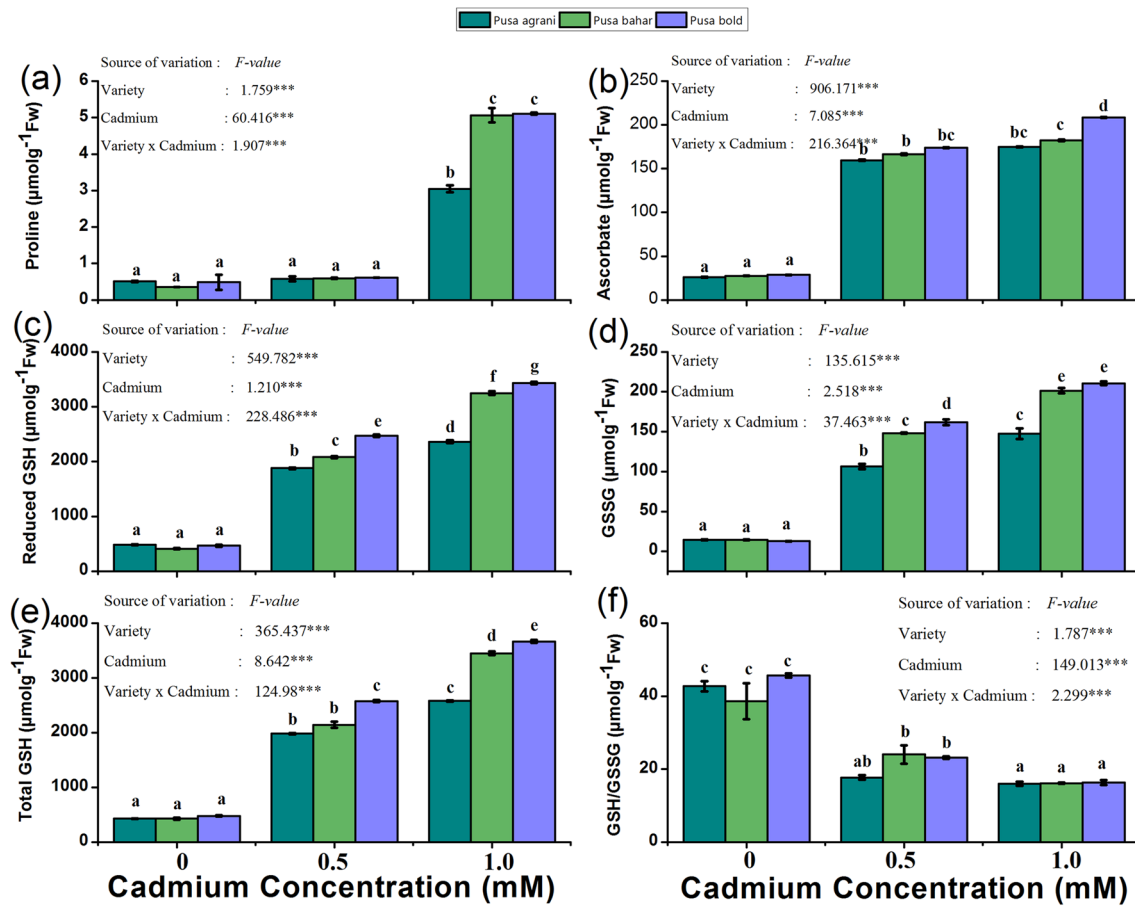 Pusa agrani Pusa bahar Pusa bold
(a)
Source of variation : F-value
Variety : 1.759***
Cadmium : 60.416***
Variety x Cadmium : 1.907***
Proline (µmolg⁻¹Fw)
6
5
4
3
2
1
0
a a a a a a b c c
(b)
Source of variation : F-value
Variety : 906.171***
Cadmium : 7.085***
Variety x Cadmium : 216.364***
Ascorbate (µmolg⁻¹Fw)
250
200
150
100
50
0
a a a b b bc bc c d
(c)
Source of variation : F-value
Variety : 549.782***
Cadmium : 1.210***
Variety x Cadmium : 228.486***
Reduced GSH (µmolg⁻¹Fw)
4000
3000
2000
1000
0
a a a b c e d f g
(d)
Source of variation : F-value
Variety : 135.615***
Cadmium : 2.518***
Variety x Cadmium : 37.463***
GSSG (µmolg⁻¹Fw)
250
200
150
100
50
0
a a a b c d c e e
(e)
Source of variation : F-value
Variety : 365.437***
Cadmium : 8.642***
Variety x Cadmium : 124.98***
Total GSH (µmolg⁻¹Fw)
4000
3000
2000
1000
0
a a a b b c c d e
0 0.5 1.0
Cadmium Concentration (mM)
(f)
Source of variation : F-value
Variety : 1.787***
Cadmium : 149.013***
Variety x Cadmium : 2.299***
GSH/GSSG (µmolg⁻¹Fw)
60
40
20
0
c c c ab b b a a a
0 0.5 1.0
Cadmium Concentration (mM)